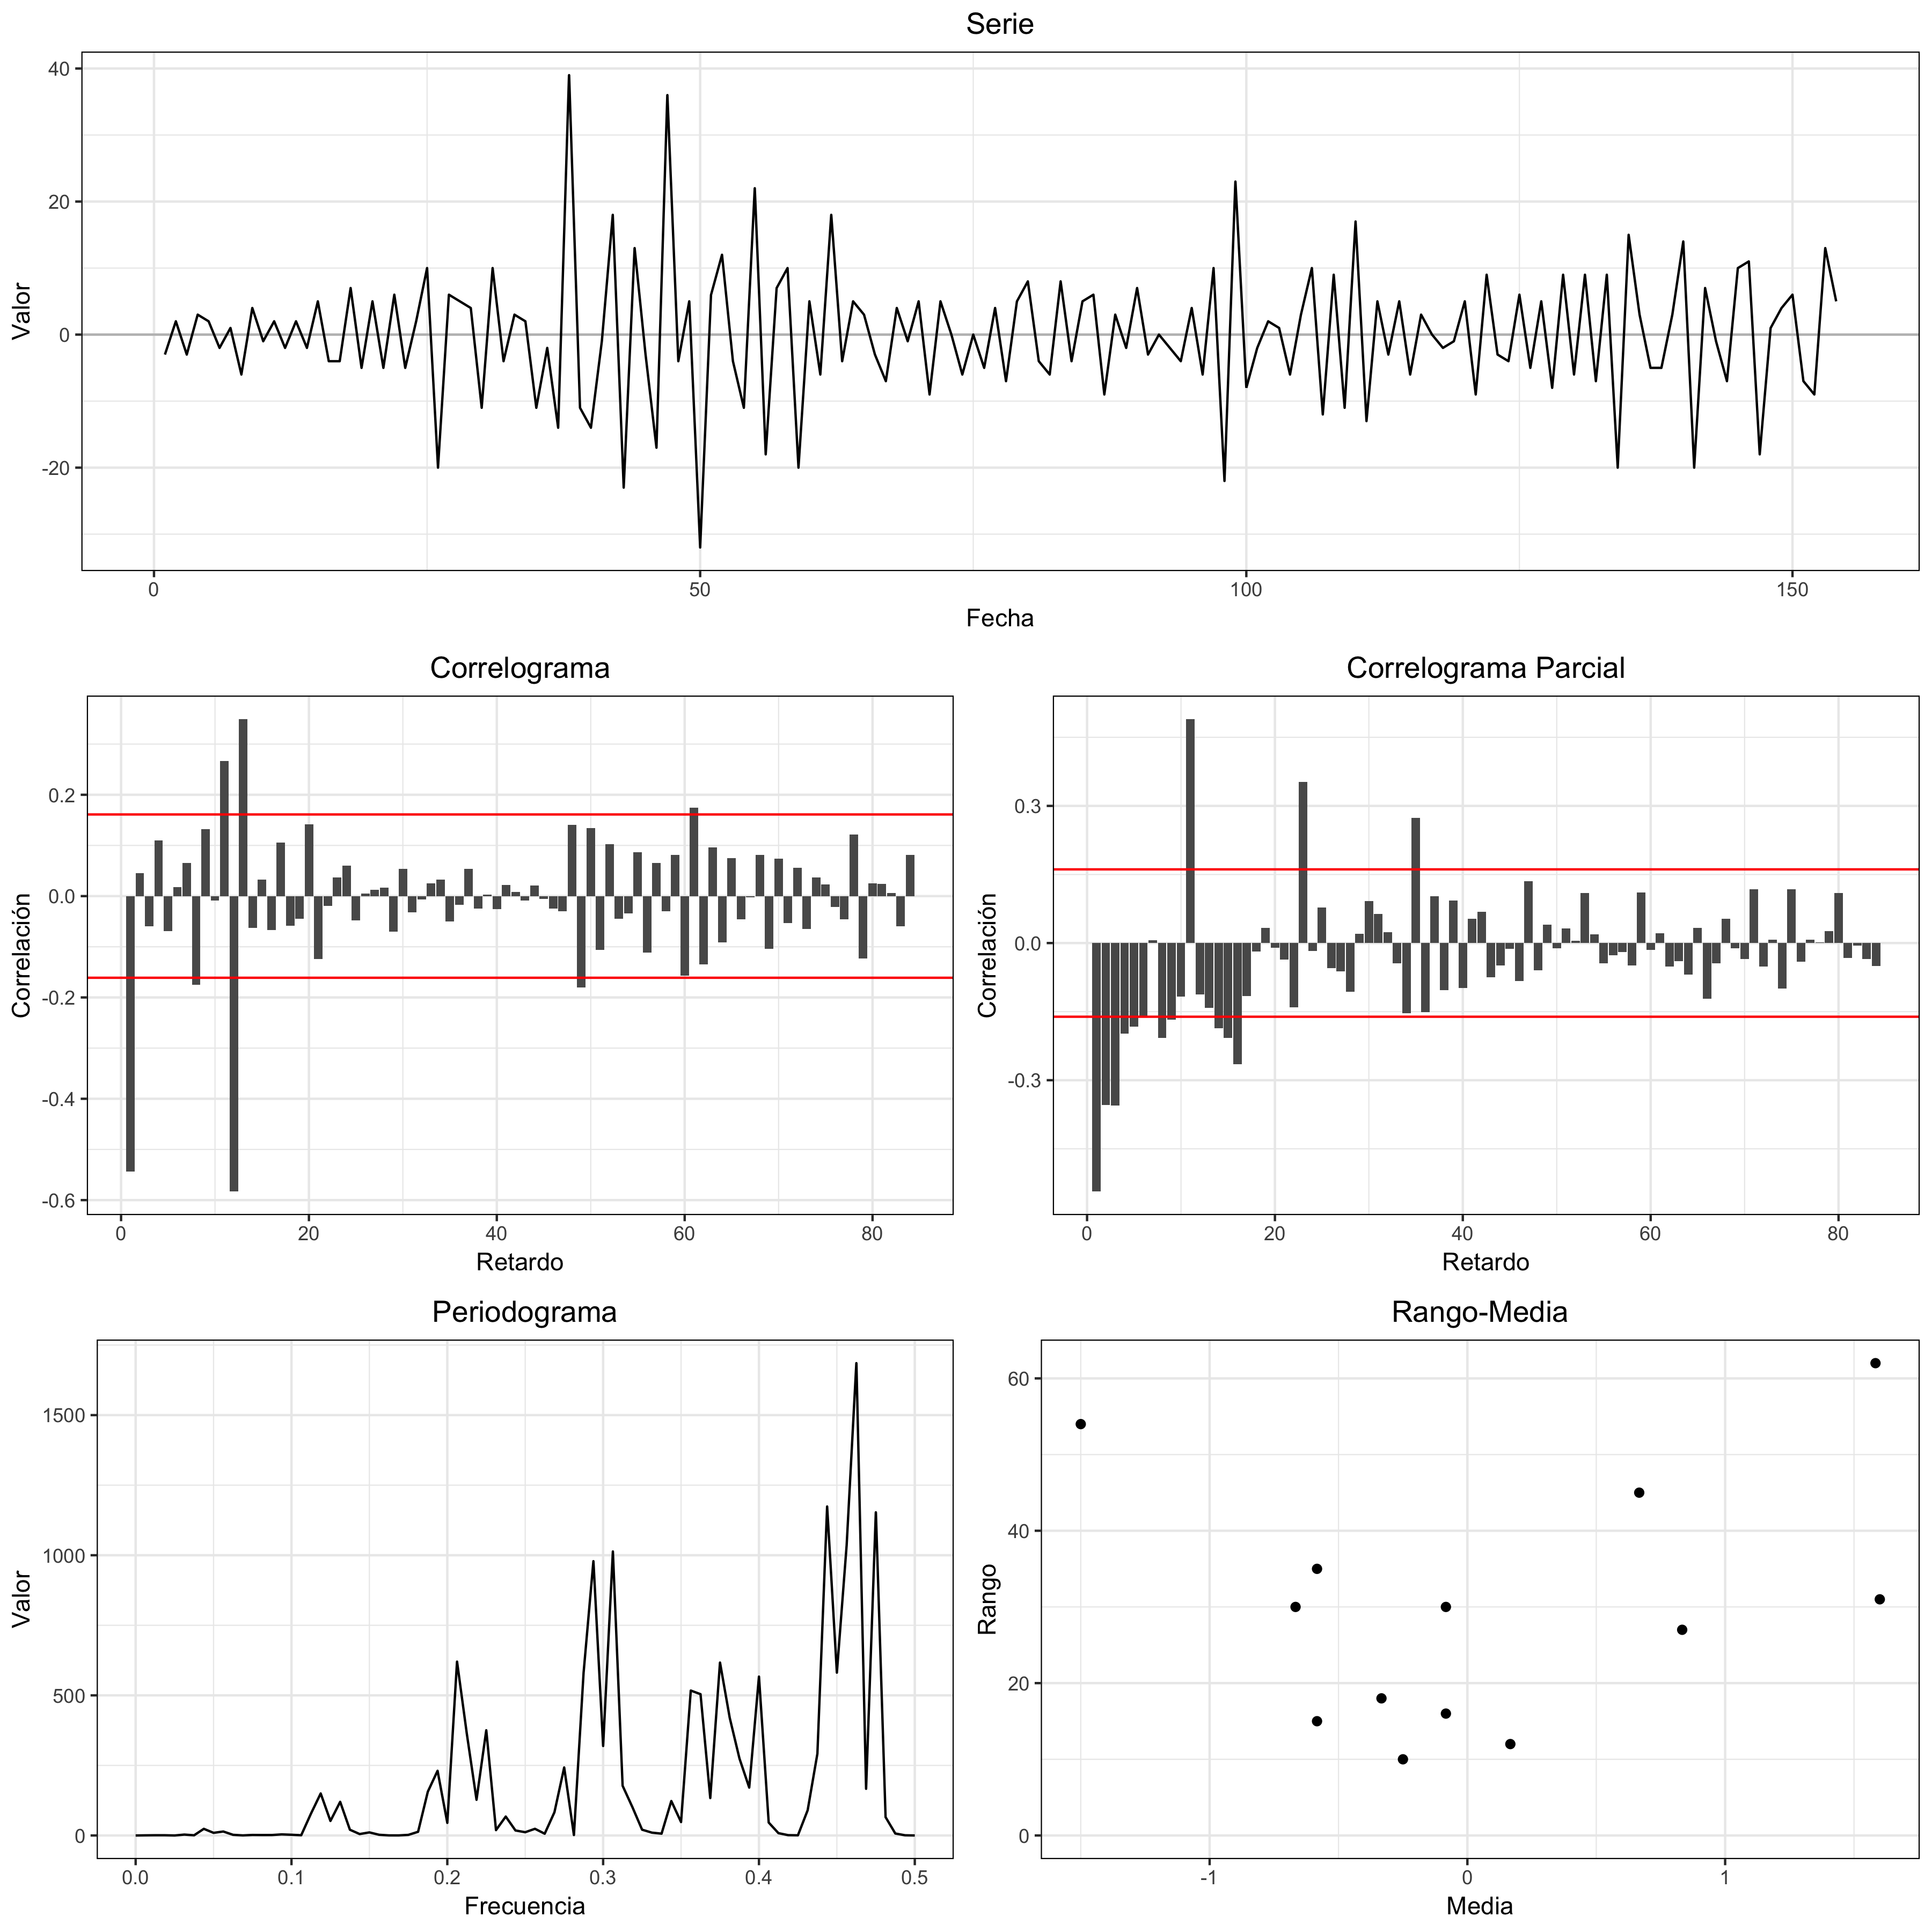 Serie
Valor
40
20
0
-20
0 50 100 150
Fecha
Correlograma
Correlación
0.2
0.0
-0.2
-0.4
-0.6
0 20 40 60 80
Retardo
Correlograma Parcial
Correlación
0.3
0.0
-0.3
0 20 40 60 80
Retardo
Periodograma
Valor
1500
1000
500
0
0.0 0.1 0.2 0.3 0.4 0.5
Frecuencia
Rango-Media
Rango
60
40
20
0
-1 0 1
Media